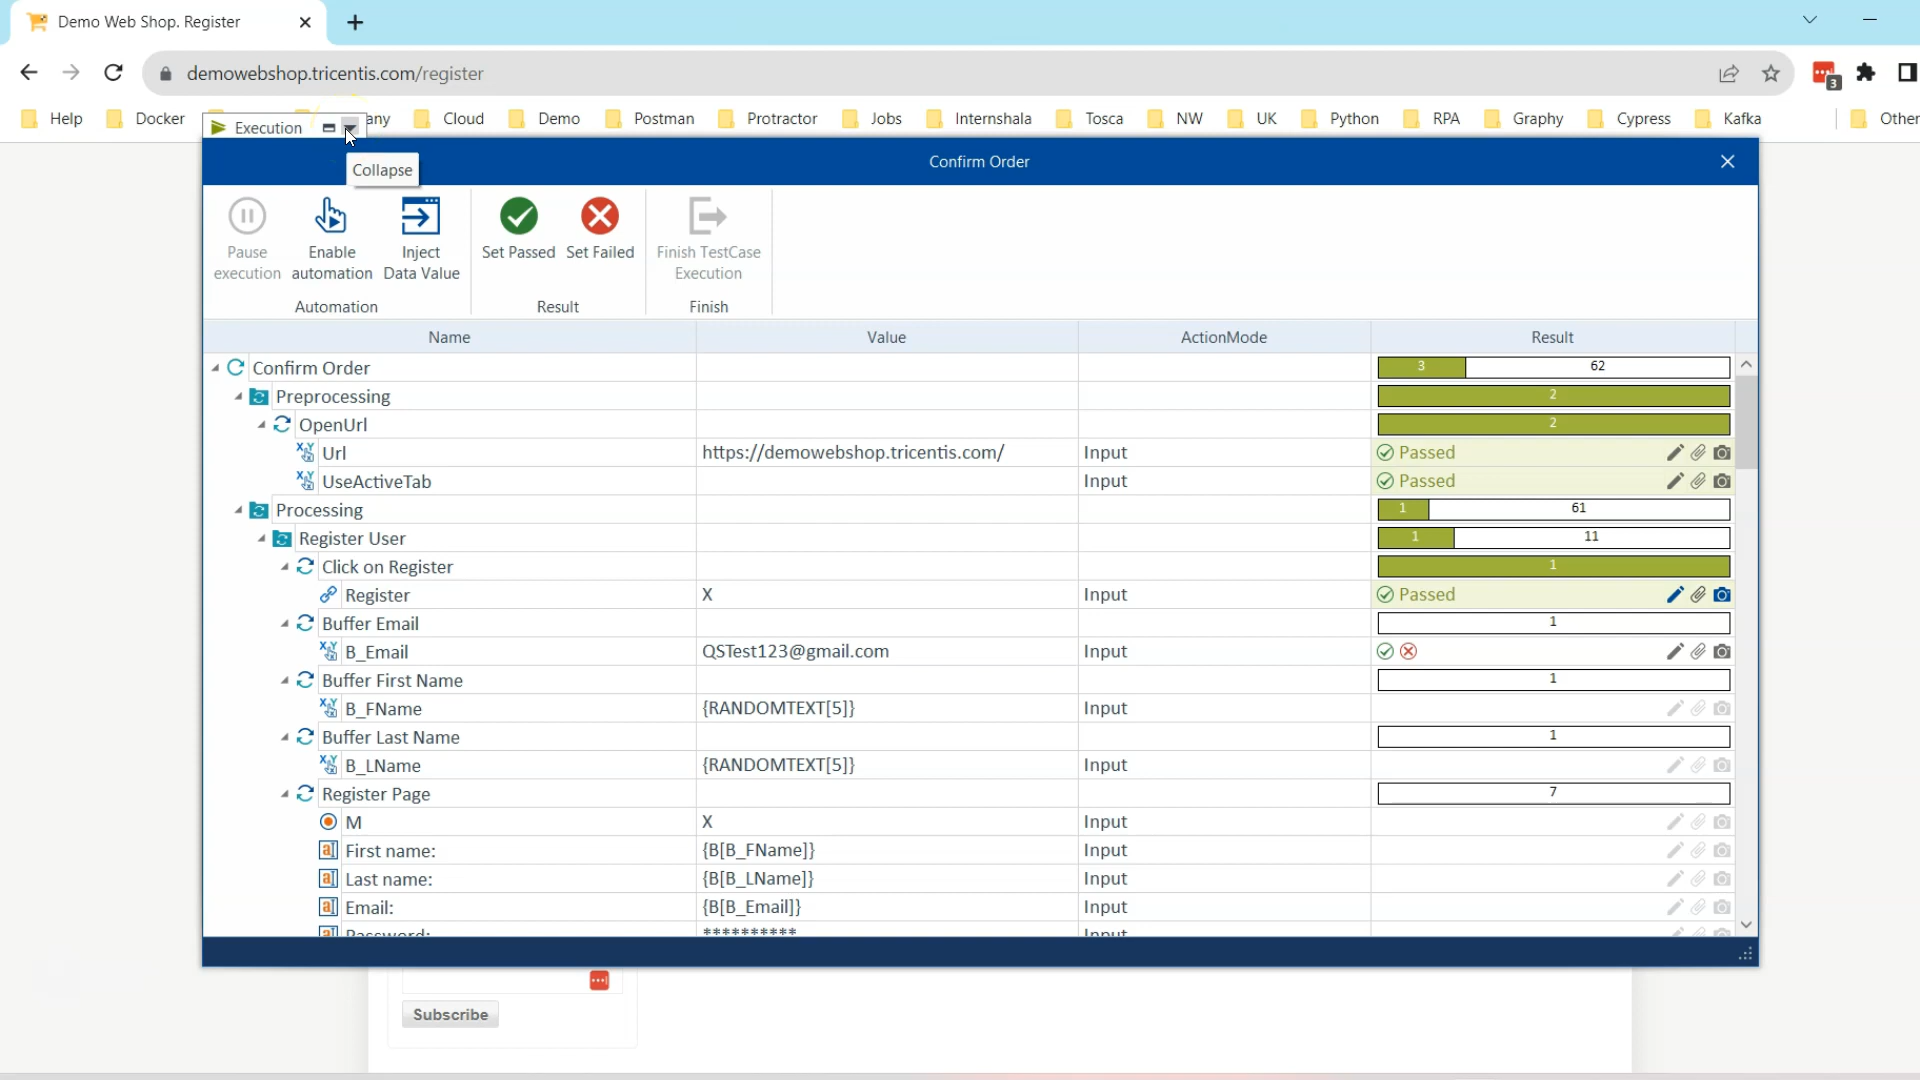 Demo Web Shop. Register
demowebshop.tricentis.com/register
3
Help Docker any Cloud Demo Postman Protractor Jobs Internshala Tosca NW UK Python RPA Graphy Cypress Kafka Other
Execution
Collapse
Confirm Order
Pause execution
Enable automation
Inject Data Value
Set Passed
Set Failed
Finish TestCase Execution
Automation Result Finish
Name Value ActionMode Result
Confirm Order 3 62
Preprocessing 2
OpenUrl 2
Url https://demowebshop.tricentis.com/ Input Passed
UseActiveTab Input Passed
Processing 1 61
Register User 1 11
Click on Register 1
Register X Input Passed
Buffer Email 1
B_Email QSTest123@gmail.com Input
Buffer First Name 1
B_FName {RANDOMTEXT[5]} Input
Buffer Last Name 1
B_LName {RANDOMTEXT[5]} Input
Register Page 7
M X Input
First name: {B[B_FName]} Input
Last name: {B[B_LName]} Input
Email: {B[B_Email]} Input
Password: ********** Input
Subscribe